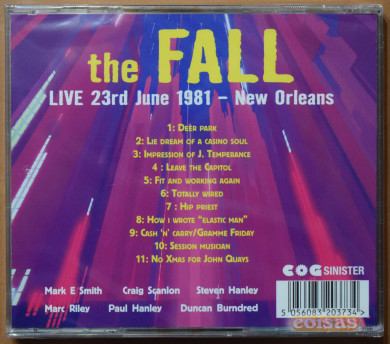 the FALL
LIVE 23rd June 1981 – New Orleans
1: Deer park
2: Lie dream of a casino soul
3: Impression of J. Temperance
4 : Leave the Capitol
5: Fit and working again
6: Totally wired
7 : Hip priest
8: How i wrote "elastic man"
9: Cash 'n' carry/Gramme Friday
10: Session musician
11: No Xmas for John Quays
COG SINISTER
Mark E Smith Craig Scanlon Steven Hanley
Marc Riley Paul Hanley Duncan Burndred
5 056083 203734
coisas